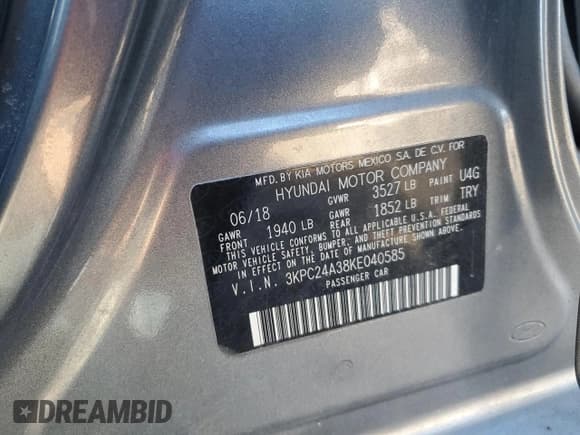 MFD. BY KIA MOTORS MEXICO S.A. DE C.V. FOR
HYUNDAI MOTOR COMPANY
06/18 GVWR 3527 LB PAINT U4G
GAWR FRONT 1940 LB GAWR REAR 1852 LB TRIM TRY
THIS VEHICLE CONFORMS TO ALL APPLICABLE U.S.A. FEDERAL
MOTOR VEHICLE SAFETY, BUMPER, AND THEFT PREVENTION STANDARDS
IN EFFECT ON THE DATE OF MANUFACTURE SHOWN ABOVE.
V.I.N. 3KPC24A38KE040585
PASSENGER CAR
DREAMBID